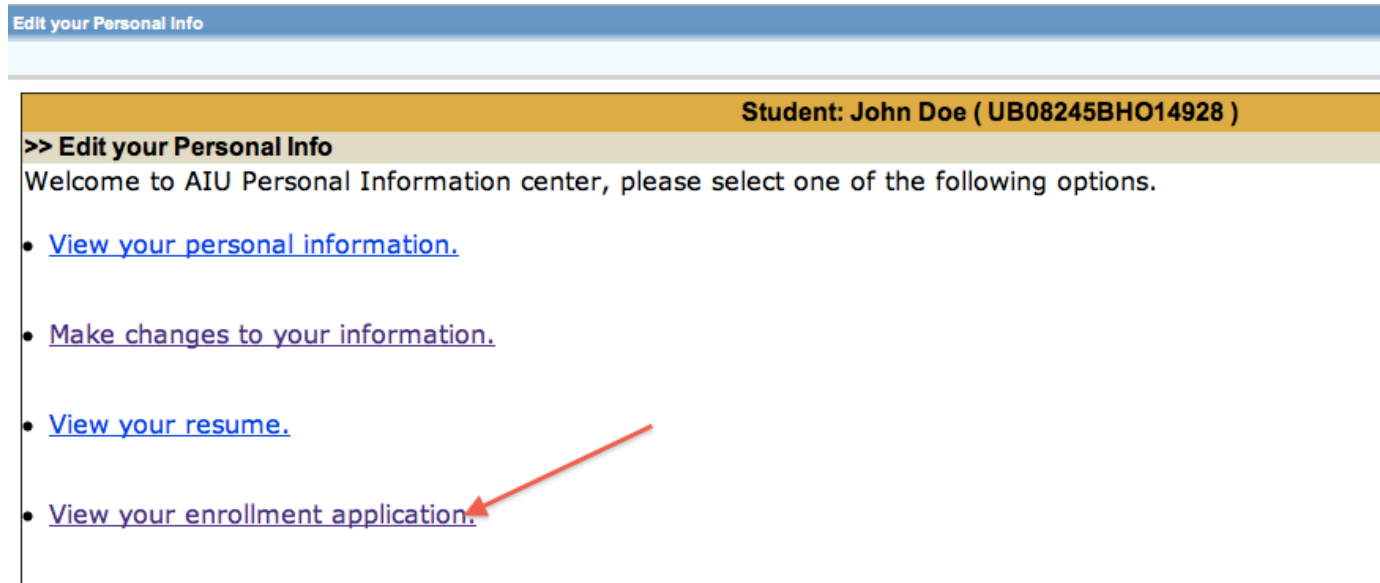 Edit your Personal Info
Student: John Doe ( UB08245BHO14928 )
>> Edit your Personal Info
Welcome to AIU Personal Information center, please select one of the following options.
• View your personal information.
• Make changes to your information.
• View your resume.
• View your enrollment application.